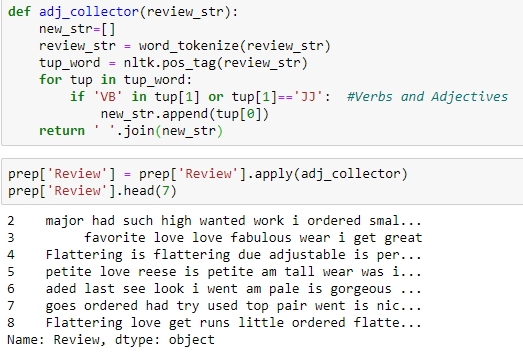 def adj_collector(review_str):
    new_str=[]
    review_str = word_tokenize(review_str)
    tup_word = nltk.pos_tag(review_str)
    for tup in tup_word:
        if 'VB' in tup[1] or tup[1]=='JJ':  #Verbs and Adjectives
            new_str.append(tup[0])
    return ' '.join(new_str)
prep['Review'] = prep['Review'].apply(adj_collector)
prep['Review'].head(7)
2    major had such high wanted work i ordered smal...
3         favorite love love fabulous wear i get great
4    Flattering is flattering due adjustable is per...
5    petite love reese is petite am tall wear was i...
6    aded last see look i went am pale is gorgeous ...
7    goes ordered had try used top pair went is nic...
8    Flattering love get runs little ordered flatte...
Name: Review, dtype: object